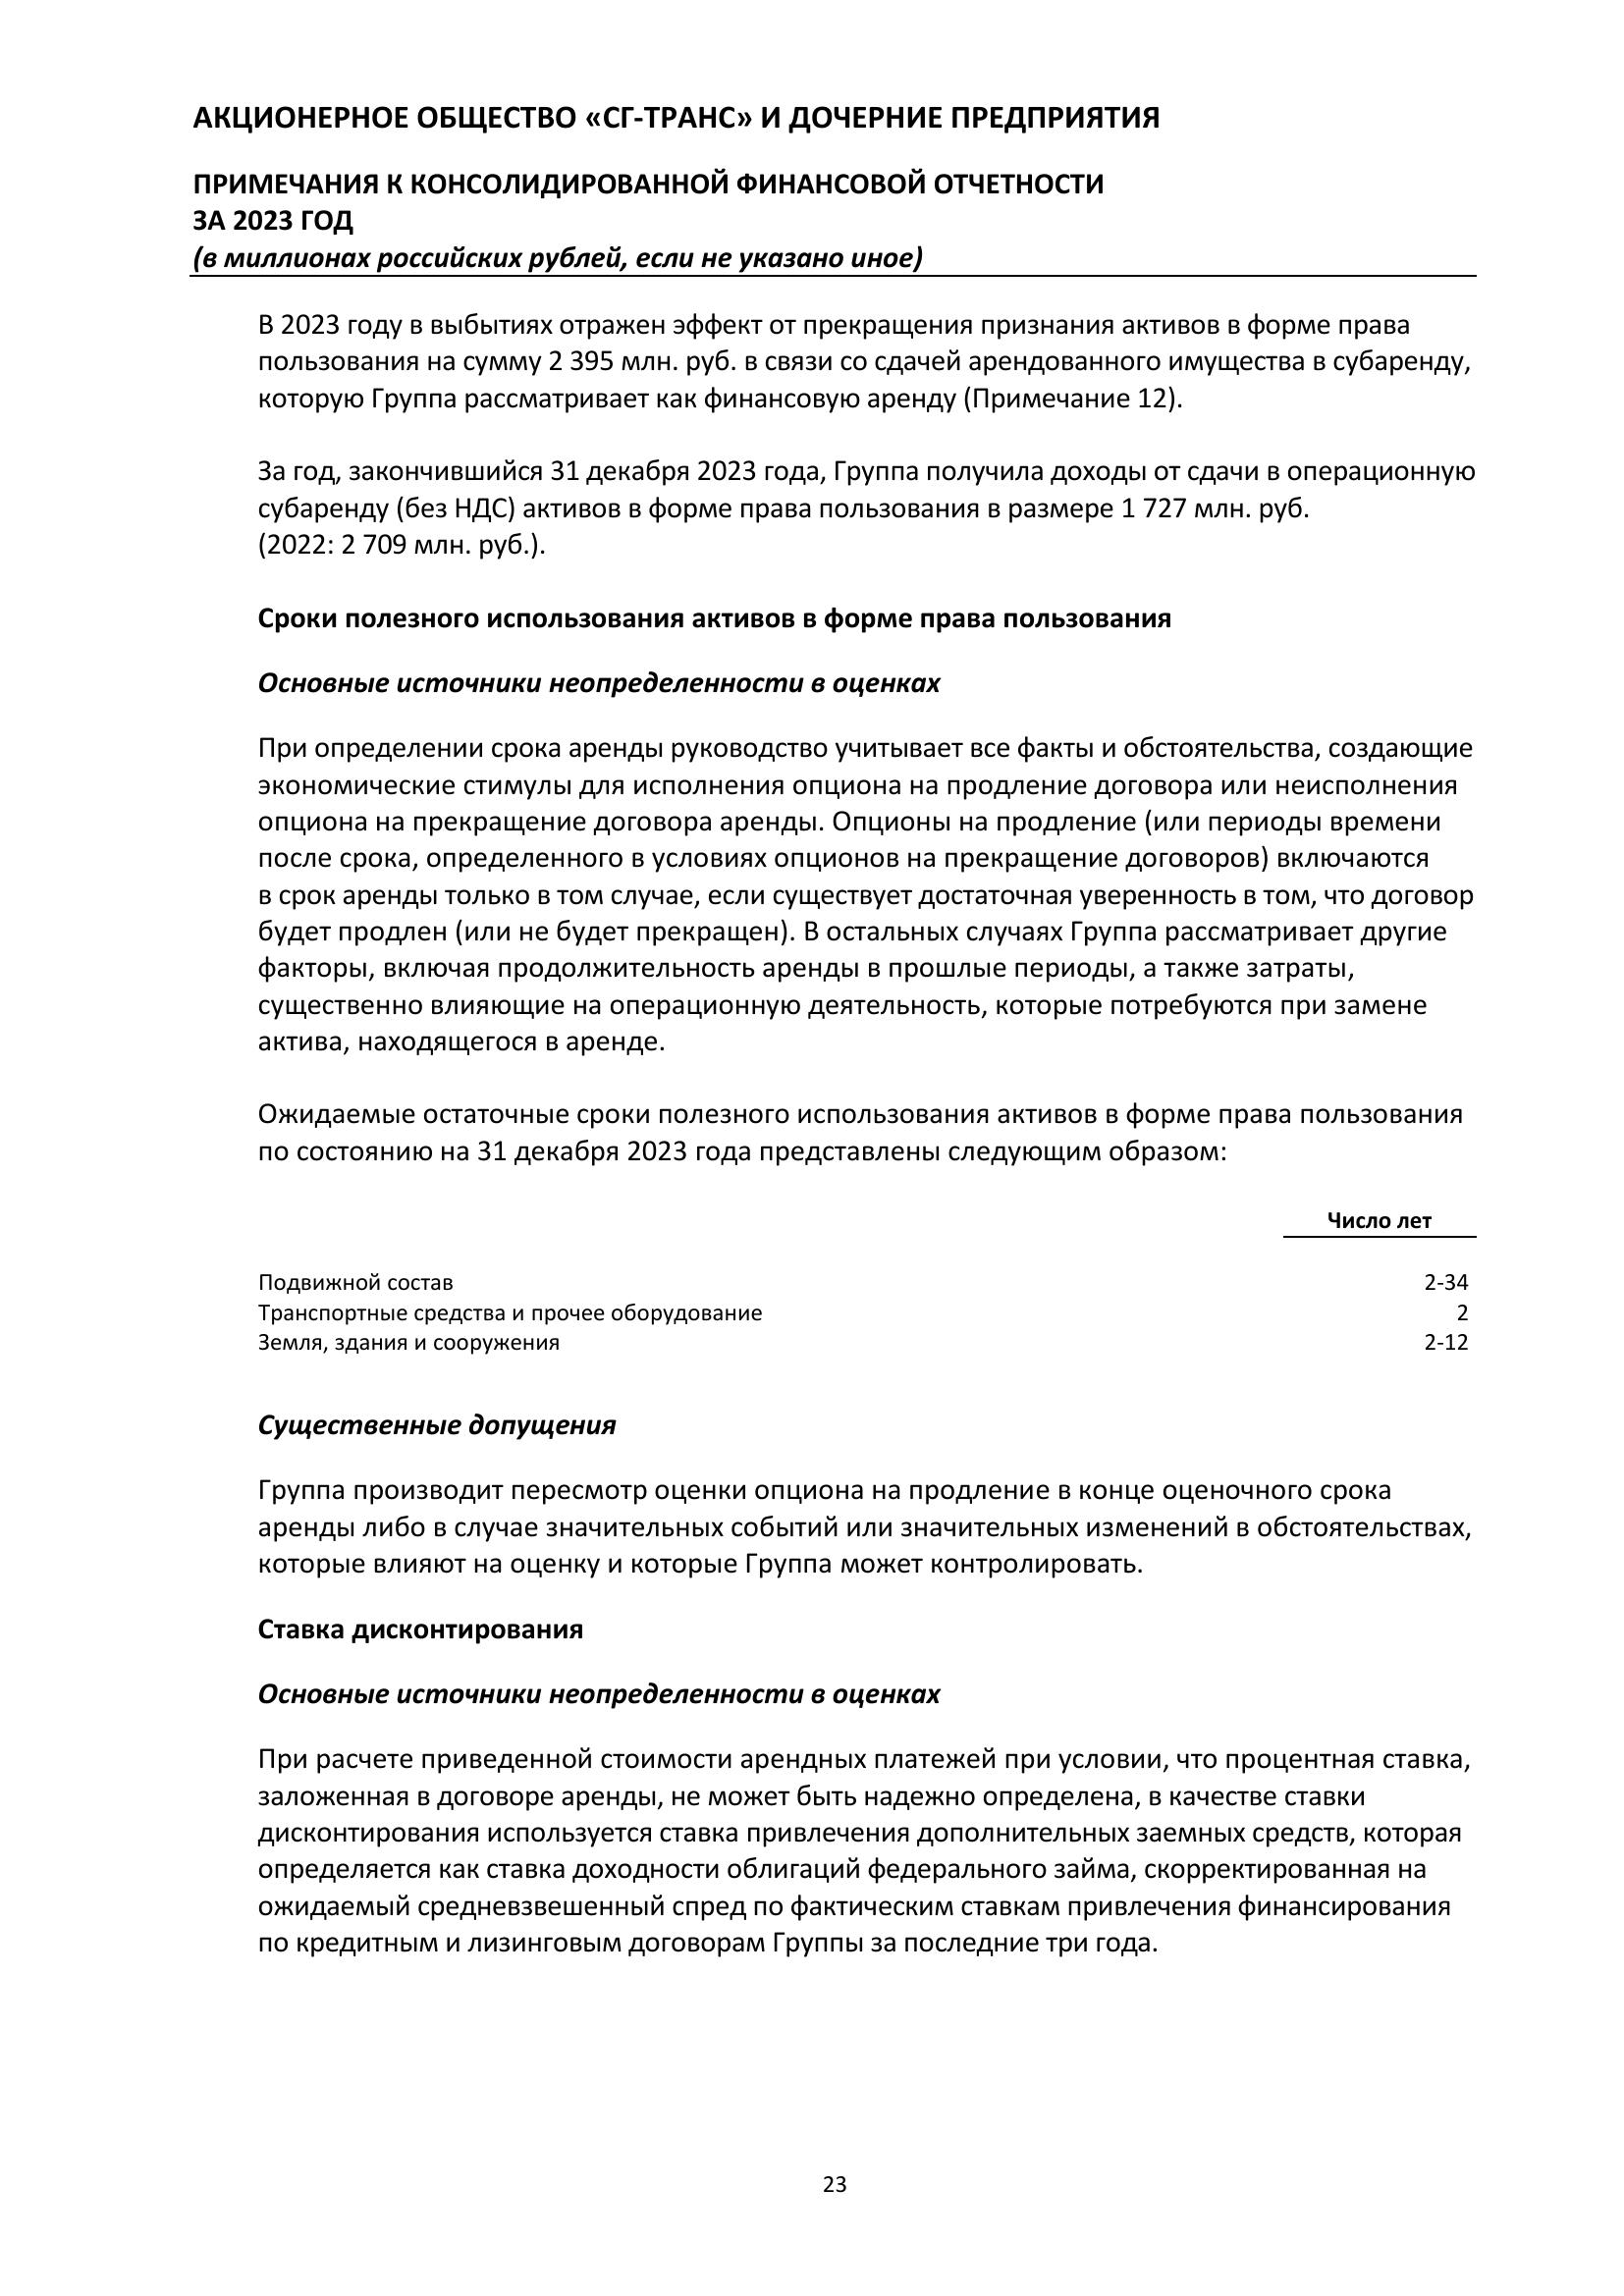 АКЦИОНЕРНОЕ ОБЩЕСТВО «СГ-ТРАНС» И ДОЧЕРНИЕ ПРЕДПРИЯТИЯ
ПРИМЕЧАНИЯ К КОНСОЛИДИРОВАННОЙ ФИНАНСОВОЙ ОТЧЕТНОСТИ
ЗА 2023 ГОД
(в миллионах российских рублей, если не указано иное)
В 2023 году в выбытиях отражен эффект от прекращения признания активов в форме права
пользования на сумму 2 395 млн. руб. в связи со сдачей арендованного имущества в субаренду,
которую Группа рассматривает как финансовую аренду (Примечание 12).
За год, закончившийся 31 декабря 2023 года, Группа получила доходы от сдачи в операционную
субаренду (без НДС) активов в форме права пользования в размере 1 727 млн. руб.
(2022: 2 709 млн. руб.).
Сроки полезного использования активов в форме права пользования
Основные источники неопределенности в оценках
При определении срока аренды руководство учитывает все факты и обстоятельства, создающие
экономические стимулы для исполнения опциона на продление договора или неисполнения
опциона на прекращение договора аренды. Опционы на продление (или периоды времени
после срока, определенного в условиях опционов на прекращение договоров) включаются
в срок аренды только в том случае, если существует достаточная уверенность в том, что договор
будет продлен (или не будет прекращен). В остальных случаях Группа рассматривает другие
факторы, включая продолжительность аренды в прошлые периоды, а также затраты,
существенно влияющие на операционную деятельность, которые потребуются при замене
актива, находящегося в аренде.
Ожидаемые остаточные сроки полезного использования активов в форме права пользования
по состоянию на 31 декабря 2023 года представлены следующим образом:
Число лет
Подвижной состав 2-34
Транспортные средства и прочее оборудование 2
Земля, здания и сооружения 2-12
Существенные допущения
Группа производит пересмотр оценки опциона на продление в конце оценочного срока
аренды либо в случае значительных событий или значительных изменений в обстоятельствах,
которые влияют на оценку и которые Группа может контролировать.
Ставка дисконтирования
Основные источники неопределенности в оценках
При расчете приведенной стоимости арендных платежей при условии, что процентная ставка,
заложенная в договоре аренды, не может быть надежно определена, в качестве ставки
дисконтирования используется ставка привлечения дополнительных заемных средств, которая
определяется как ставка доходности облигаций федерального займа, скорректированная на
ожидаемый средневзвешенный спред по фактическим ставкам привлечения финансирования
по кредитным и лизинговым договорам Группы за последние три года.
23